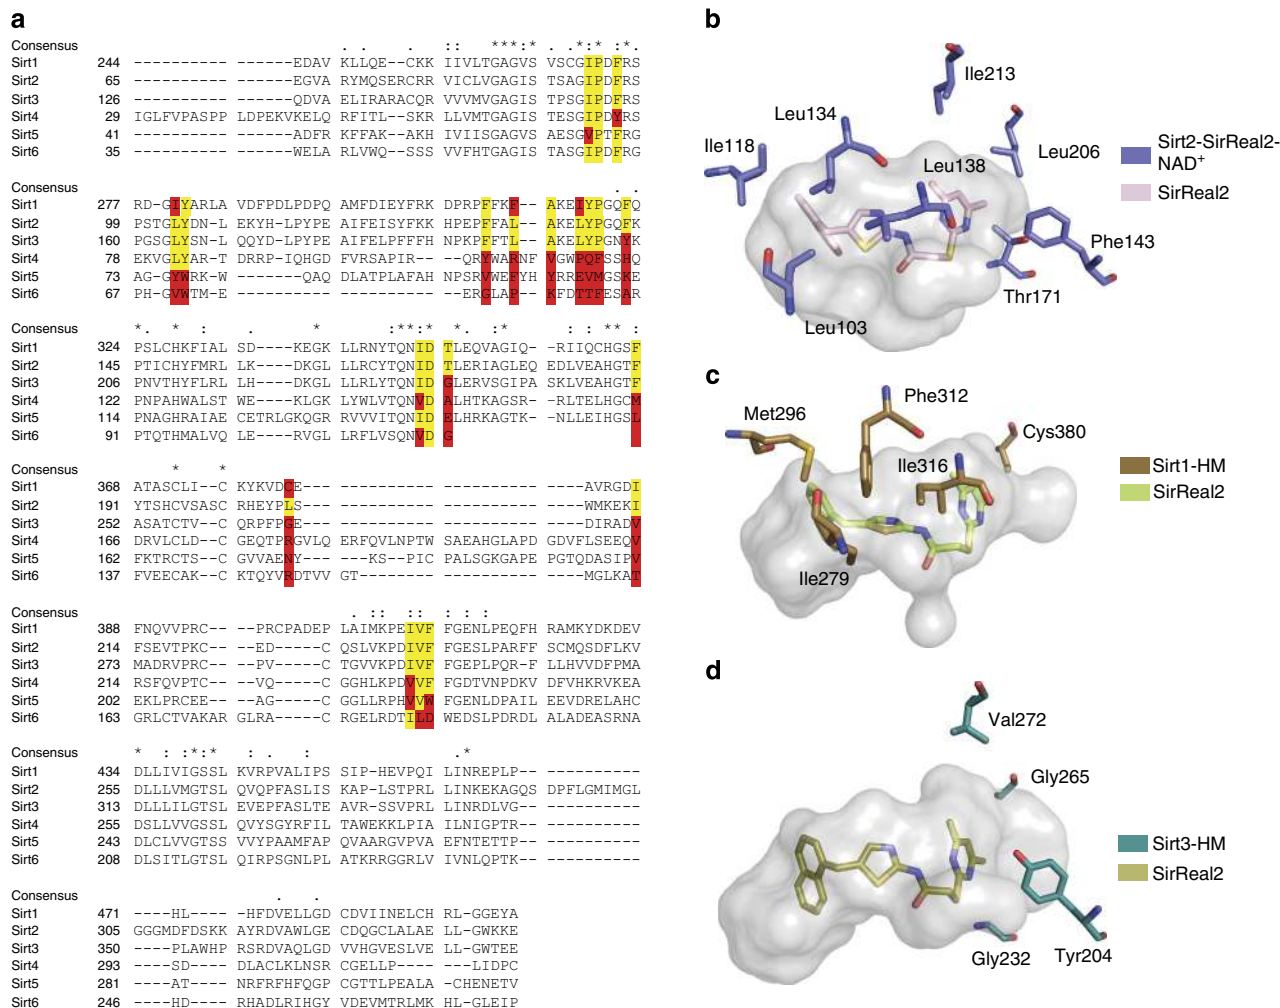 a
Consensus . . . :: ***:* . .*:* :*.
Sirt1 244 ---------- -------EDAV KLLQE--CKK IIVLTGAGVS VSCGIPDFRS
Sirt2 65 ---------- -------EGVA RYMQSERCRR VICLVGAGIS TSAGIPDFRS
Sirt3 126 ---------- -------QDVA ELIRARACQR VVVMVGAGIS TPSGIPDFRS
Sirt4 29 IGLFVPASPP LDPEKVKELQ RFITL--SKR LLVMTGAGIS TESGIPDYRS
Sirt5 41 ---------- -------ADFR KFFAK--AKH IVIISGAGVS AESGVPTFRG
Sirt6 35 ---------- -------WELA RLVWQ--SSS VVFHTGAGIS TASGIPDFRG
Consensus . .
Sirt1 277 RD-GIYARLA VDFPDLPDPQ AMFDIEYFRK DPRPFFKF-- -AKEIYPGQFQ
Sirt2 99 PSTGLYDN-L EKYHLPYPE AIFEISYFKK HPEPFFAL-- -AKELYPGQFK
Sirt3 160 PGSGLYSN-L QQYDLPYPE AIFELPFFFH NPKPFFTL-- -AKELYPGNYK
Sirt4 78 EKVGLYAR-T DRRPIQHGD FVRSAPIR-- --QRYWARNF VGWPQFSSHQ
Sirt5 73 AG-GYWRK-W -----QAQD LATPLAFAHN PSRVWEFYHY RREVMGSKE
Sirt6 67 PH-GVWTM-E ---------- -------- --ERGLAP-- -KFDTTFESAR
Consensus *. * : . * :**:* *. :* : : ** :
Sirt1 324 PSLCHKFIAL SD----KEGK LLRNYTQNID TLEQVAGIQ- -RIIQCHGSF
Sirt2 145 PTICHYFMRL LK----DKGL LLRCYTQNID TLERIAGLEQ EDLVEAHGTF
Sirt3 206 PNVTHYFLRL LH----DKGL LLRLYTQNID GLERVSGIPA SKLVEAHGTF
Sirt4 122 PNPAHWALST WE----KLGK LYWLVTQNVD ALHTKAGSR- -RLTELHGCM
Sirt5 114 PNAGHRAIAE CETRLGKQGR RVVVITQNID ELHRKAGTK- -NLLEIHGSL
Sirt6 91 PTQTHMALVQ LE----RVGL LRFLVSQNVD G
Consensus * *
Sirt1 368 ATASCLI--C KYKVDCE--- ---------- ---------- -----AVRGDI
Sirt2 191 YTSHCVSASC RHEYPLS--- ---------- ---------- -----WMKEKI
Sirt3 252 ASATCTV--C QRPFPGE--- ---------- ---------- -----DIRADV
Sirt4 166 DRVLCLD--C GEQTPRGVLQ ERFQVLNPTW SAEAHGLAPD GDVFLSEEQV
Sirt5 162 FKTRCTS--C GVVAENY--- --KS--PIC PALSGKGAPE PGTQDASIPV
Sirt6 137 FVEECAK--C KTQYVRDTVV GT-------- ---------- -----MGLKAT
Consensus . :: :: : : :
Sirt1 388 FNQVVPRC-- --PRCPADEP LAIMKPEIVF FGENLPEQFH RAMKYDKDEV
Sirt2 214 FSEVTPKC-- --ED-----C QSLVKPDIVF FGESLPARFF SCMQSDFLKV
Sirt3 273 MADRVPRC-- --PV-----C TGVVKPDIVF FGEPLPQR-F LLHVVDFPMA
Sirt4 214 RSFQVPTC-- --VQ-----C GGHLKPDVVF FGDTVNPDKV DFVHKRVKEA
Sirt5 202 EKLPRCEE-- --AG-----C GGLLRPHVVW FGENLDPAIL EEVDRELAHC
Sirt6 163 GRLCTVAKAR GLRA-----C RGELRDTILD WEDSLPDRDL ALADEASRNA
Consensus * : :*:* : . : .*
Sirt1 434 DLLIVIGSSL KVRPVALIPS SIP-HEVPQI LINREPLP-- ----------
Sirt2 255 DLLLVMGTSL QVQPFASLIS KAP-LSTPRL LINKEKAGQS DPFLGMIMGL
Sirt3 313 DLLLILGTSL EVEPFASLTE AVR-SSVPRL LINRDLVG-- ----------
Sirt4 255 DSLLVVGSSL QVYSGYRFIL TAWEKKLPIA ILNIGPTR-- ----------
Sirt5 243 DLCLVVGTSS VVYPAAMFAP QVAARGVPVA EFNTETTP-- ----------
Sirt6 208 DLSITLGTSL QIRPSGNLPL ATKRRGGRLV IVNLQPTK-- ----------
Consensus . .
Sirt1 471 ----HL---- -HFDVELLGD CDVIINELCH RL-GGEYA
Sirt2 305 GGGMDFDSKK AYRDVAWLGE CDQGCLALAE LL-GWKKE
Sirt3 350 ----PLAWHP RSRDVAQLGD VVHGVESLVE LL-GWTEE
Sirt4 293 ----SD---- DLACLKLNSR CGELLP---- --LIDPC
Sirt5 281 ----AT---- NRFRFHFQGP CGTTLPEALA -CHENETV
Sirt6 246 ----HD---- RHADLRIHGY VDEVMTRLMK HL-GLEIP
b
Ile213
Leu134
Ile118
Leu138
Leu206
Phe143
Thr171
Leu103
Sirt2-SirReal2-
NAD+
SirReal2
c
Met296
Phe312
Cys380
Ile316
Ile279
Sirt1-HM
SirReal2
d
Val272
Gly265
Gly232
Tyr204
Sirt3-HM
SirReal2